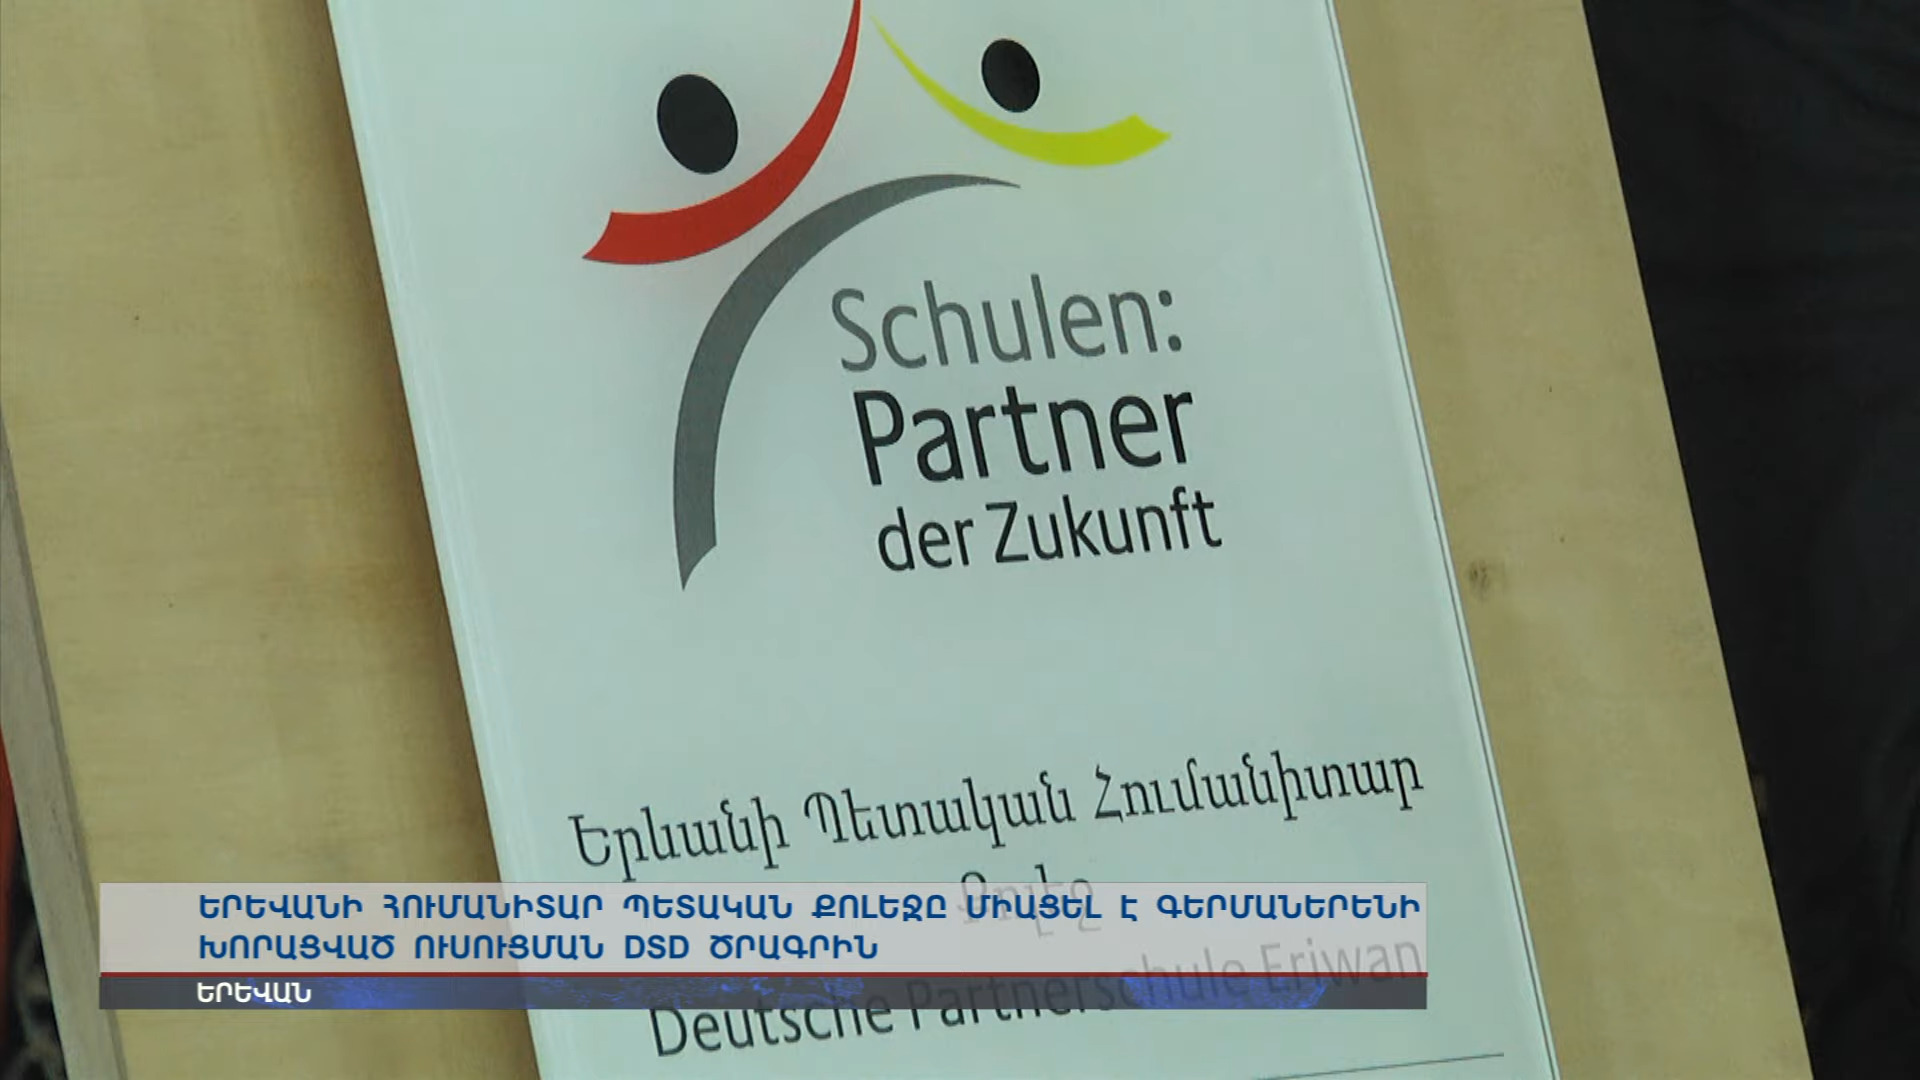 Schulen:
Partner
der Zukunft
Երևանի Պետական Հումանիտար
Քոլեջ
Deutsche Partnerschule Eriwan
ԵՐԵՎԱՆԻ ՀՈՒՄԱՆԻՏԱՐ ՊԵՏԱԿԱՆ ՔՈԼԵՋԸ ՄԻԱՑԵԼ Է ԳԵՐՄԱՆԵՐԵՆԻ
ԽՈՐԱՑՎԱԾ ՈՒՍՈՒՑՄԱՆ DSD ԾՐԱԳՐԻՆ
ԵՐԵՎԱՆ